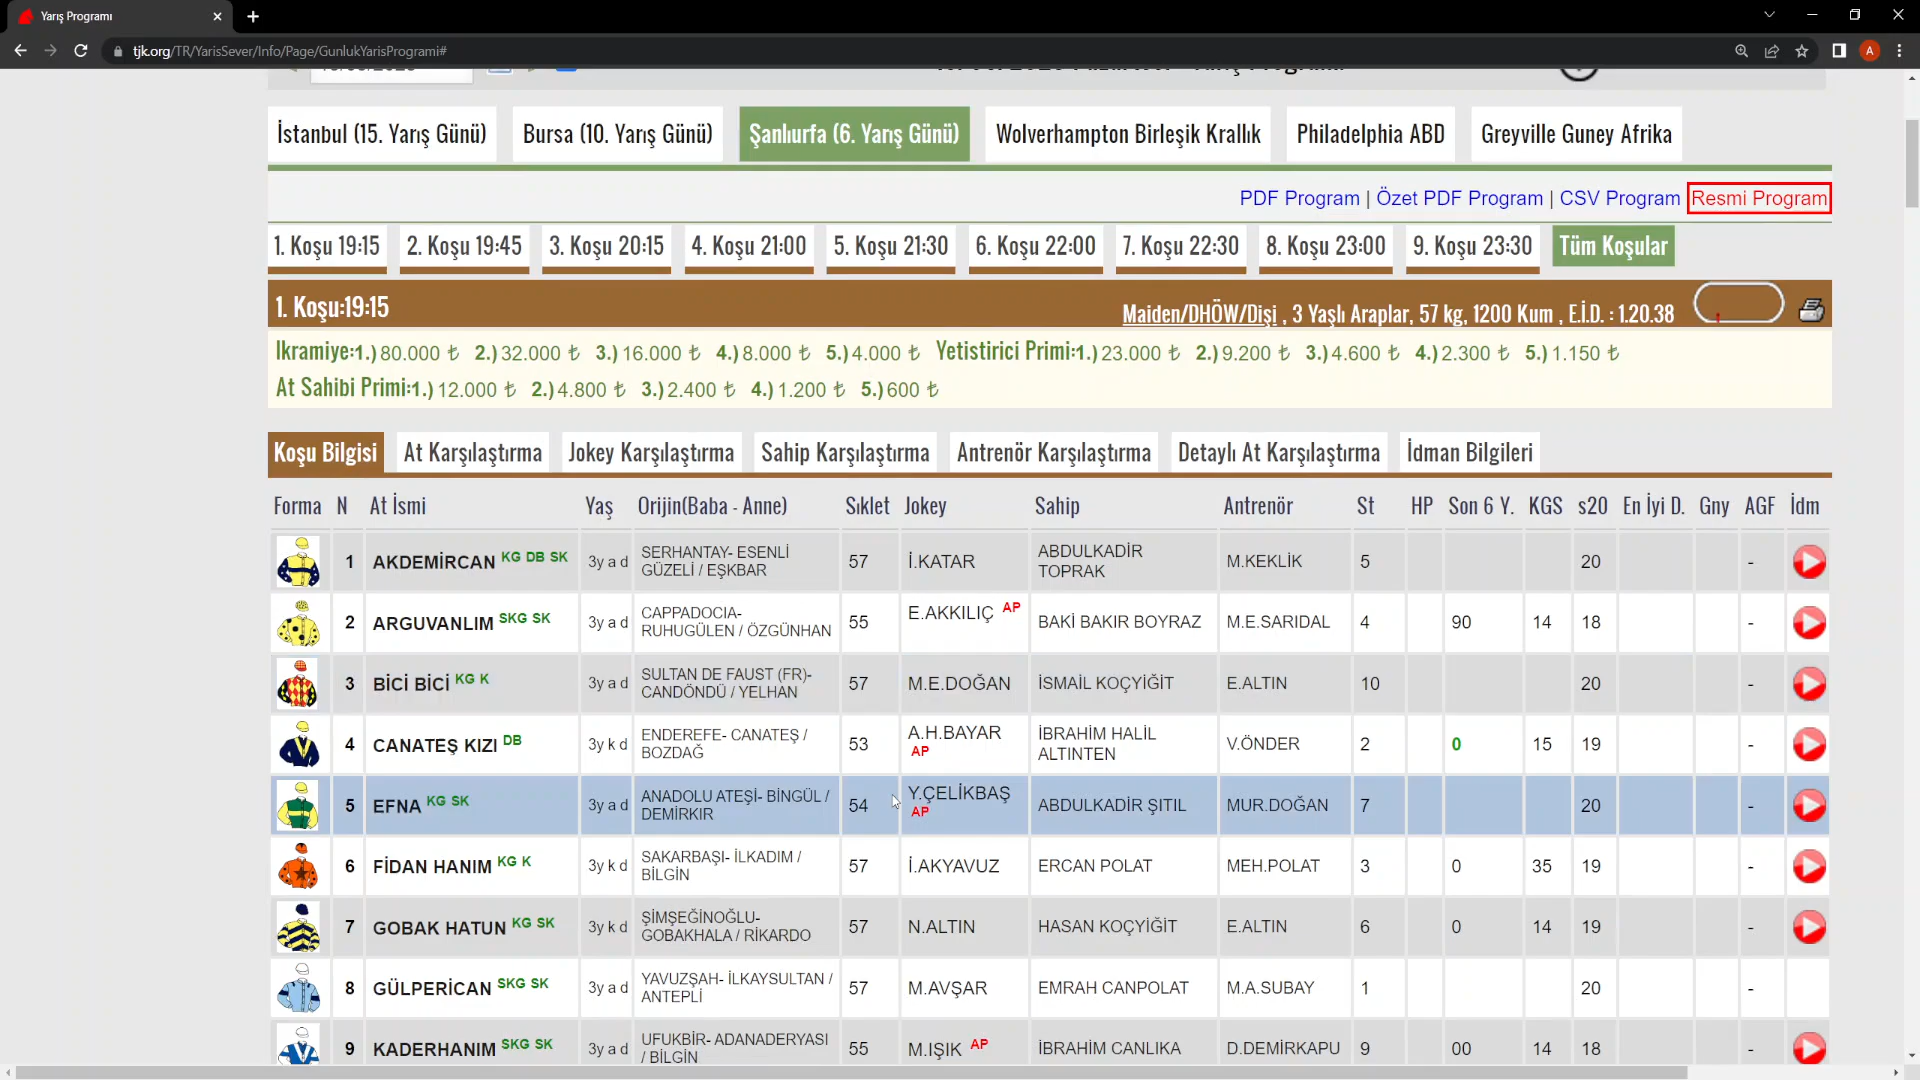 Yarış Programı
tjk.org/TR/YarisSever/Info/Page/GunlukYarisProgrami#
A
İstanbul (15. Yarış Günü) Bursa (10. Yarış Günü) Şanlıurfa (6. Yarış Günü) Wolverhampton Birleşik Krallık Philadelphia ABD Greyville Guney Afrika
PDF Program | Özet PDF Program | CSV Program Resmi Program
1. Koşu 19:15 2. Koşu 19:45 3. Koşu 20:15 4. Koşu 21:00 5. Koşu 21:30 6. Koşu 22:00 7. Koşu 22:30 8. Koşu 23:00 9. Koşu 23:30 Tüm Koşular
1. Koşu:19:15 Maiden/DHÖW/Dişi , 3 Yaşlı Araplar, 57 kg, 1200 Kum , E.İ.D. : 1.20.38
Ikramiye:1.) 80.000 ₺ 2.) 32.000 ₺ 3.) 16.000 ₺ 4.) 8.000 ₺ 5.) 4.000 ₺ Yetistirici Primi:1.) 23.000 ₺ 2.) 9.200 ₺ 3.) 4.600 ₺ 4.) 2.300 ₺ 5.) 1.150 ₺
At Sahibi Primi:1.) 12.000 ₺ 2.) 4.800 ₺ 3.) 2.400 ₺ 4.) 1.200 ₺ 5.) 600 ₺
Koşu Bilgisi At Karşılaştırma Jokey Karşılaştırma Sahip Karşılaştırma Antrenör Karşılaştırma Detaylı At Karşılaştırma İdman Bilgileri
Forma N At İsmi Yaş Orijin(Baba - Anne) Sıklet Jokey Sahip Antrenör St HP Son 6 Y. KGS s20 En İyi D. Gny AGF İdm
1 AKDEMİRCAN KG DB SK 3y a d SERHANTAY- ESENLİ GÜZELİ / EŞKBAR 57 İ.KATAR ABDULKADİR TOPRAK M.KEKLİK 5 20 -
2 ARGUVANLIM SKG SK 3y a d CAPPADOCIA- RUHUGÜLEN / ÖZGÜNHAN 55 E.AKKILIÇ AP BAKİ BAKIR BOYRAZ M.E.SARIDAL 4 90 14 18 -
3 BİCİ BİCİ KG K 3y a d SULTAN DE FAUST (FR)- CANDÖNDÜ / YELHAN 57 M.E.DOĞAN İSMAİL KOÇYİĞİT E.ALTIN 10 20 -
4 CANATEŞ KIZI DB 3y k d ENDEREFE- CANATEŞ / BOZDAĞ 53 A.H.BAYAR AP İBRAHİM HALİL ALTINTEN V.ÖNDER 2 0 15 19 -
5 EFNA KG SK 3y a d ANADOLU ATEŞİ- BİNGÜL / DEMİRKIR 54 Y.ÇELİKBAŞ AP ABDULKADİR ŞITIL MUR.DOĞAN 7 20 -
6 FİDAN HANIM KG K 3y k d SAKARBAŞI- İLKADIM / BİLGİN 57 İ.AKYAVUZ ERCAN POLAT MEH.POLAT 3 0 35 19 -
7 GOBAK HATUN KG SK 3y k d ŞİMŞEĞİNOĞLU- GOBAKHALA / RİKARDO 57 N.ALTIN HASAN KOÇYİĞİT E.ALTIN 6 0 14 19 -
8 GÜLPERİCAN SKG SK 3y a d YAVUZŞAH- İLKAYSULTAN / ANTEPLİ 57 M.AVŞAR EMRAH CANPOLAT M.A.SUBAY 1 20 -
9 KADERHANIM SKG SK 3y a d UFUKBİR- ADANADERYASI / BİLGİN 55 M.IŞIK AP İBRAHİM CANLIKA D.DEMİRKAPU 9 00 14 18 -